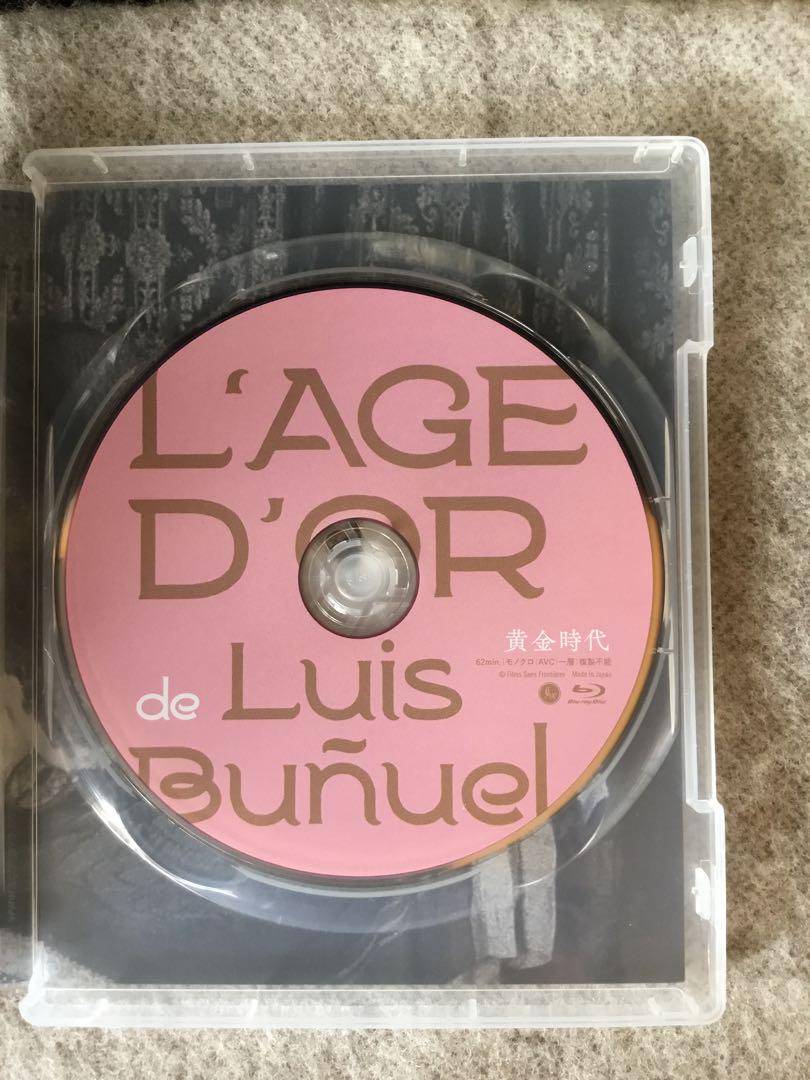 L'AGE
D'OR
黄金時代
62min.|モノクロ|AVC|一層|複製不能
© Films Sans Frontières Made in Japan
de Luis
Buñuel
Blu-ray Disc